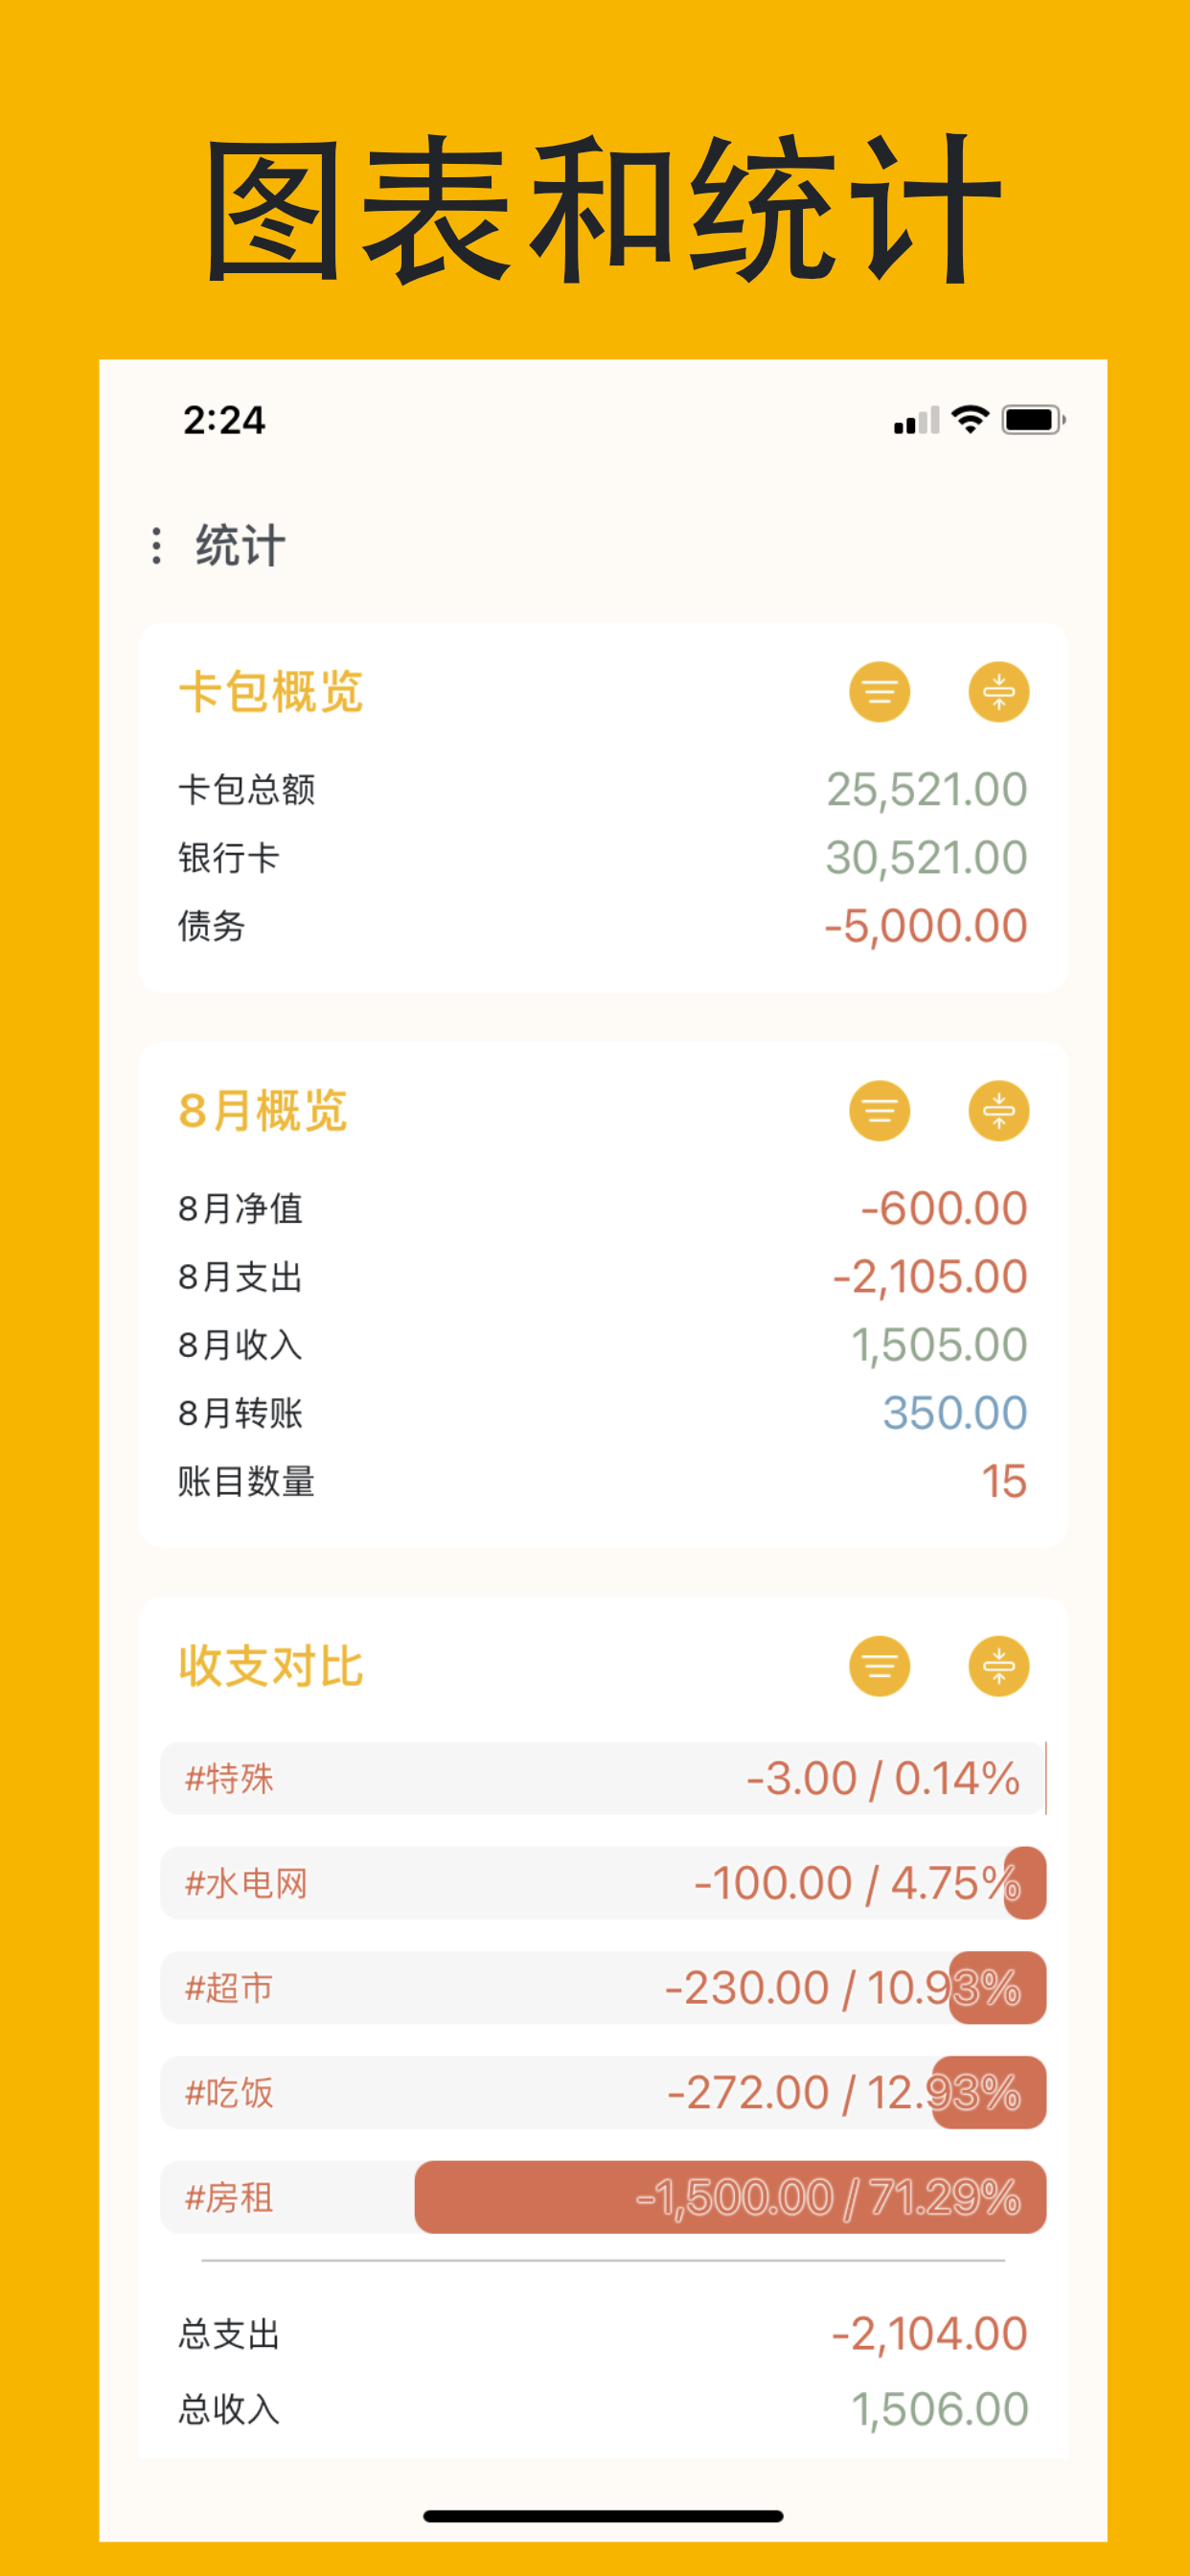 图表和统计
2:24
统计
卡包概览
卡包总额 25,521.00
银行卡 30,521.00
债务 -5,000.00
8月概览
8月净值 -600.00
8月支出 -2,105.00
8月收入 1,505.00
8月转账 350.00
账目数量 15
收支对比
#特殊 -3.00 / 0.14%
#水电网 -100.00 / 4.75%
#超市 -230.00 / 10.93%
#吃饭 -272.00 / 12.93%
#房租 -1,500.00 / 71.29%
总支出 -2,104.00
总收入 1,506.00